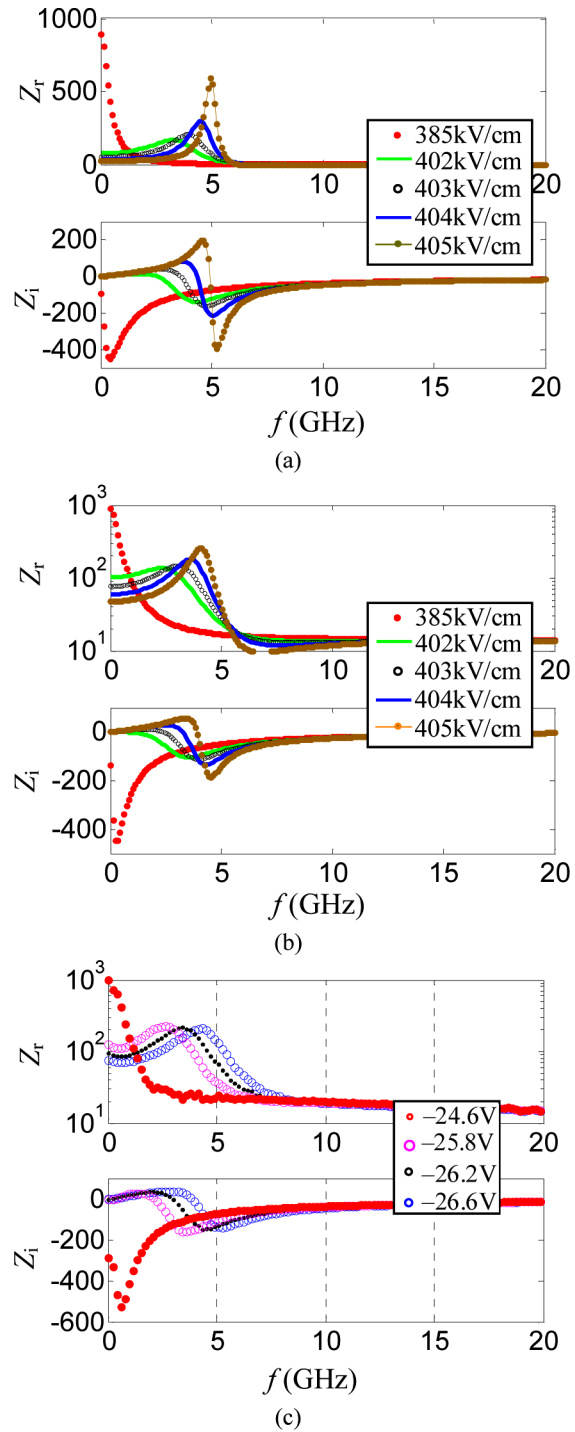 1000
500
0
Z_r
0 5 10 15 20
385kV/cm
402kV/cm
403kV/cm
404kV/cm
405kV/cm
200
0
-200
-400
Z_i
0 5 10 15 20
f (GHz)
(a)
10^3
10^2
10^1
Z_r
0 5 10 15 20
385kV/cm
402kV/cm
403kV/cm
404kV/cm
405kV/cm
0
-200
-400
Z_i
0 5 10 15 20
f (GHz)
(b)
10^3
10^2
10^1
Z_r
0 5 10 15 20
−24.6V
−25.8V
−26.2V
−26.6V
0
-200
-400
-600
Z_i
0 5 10 15 20
f (GHz)
(c)